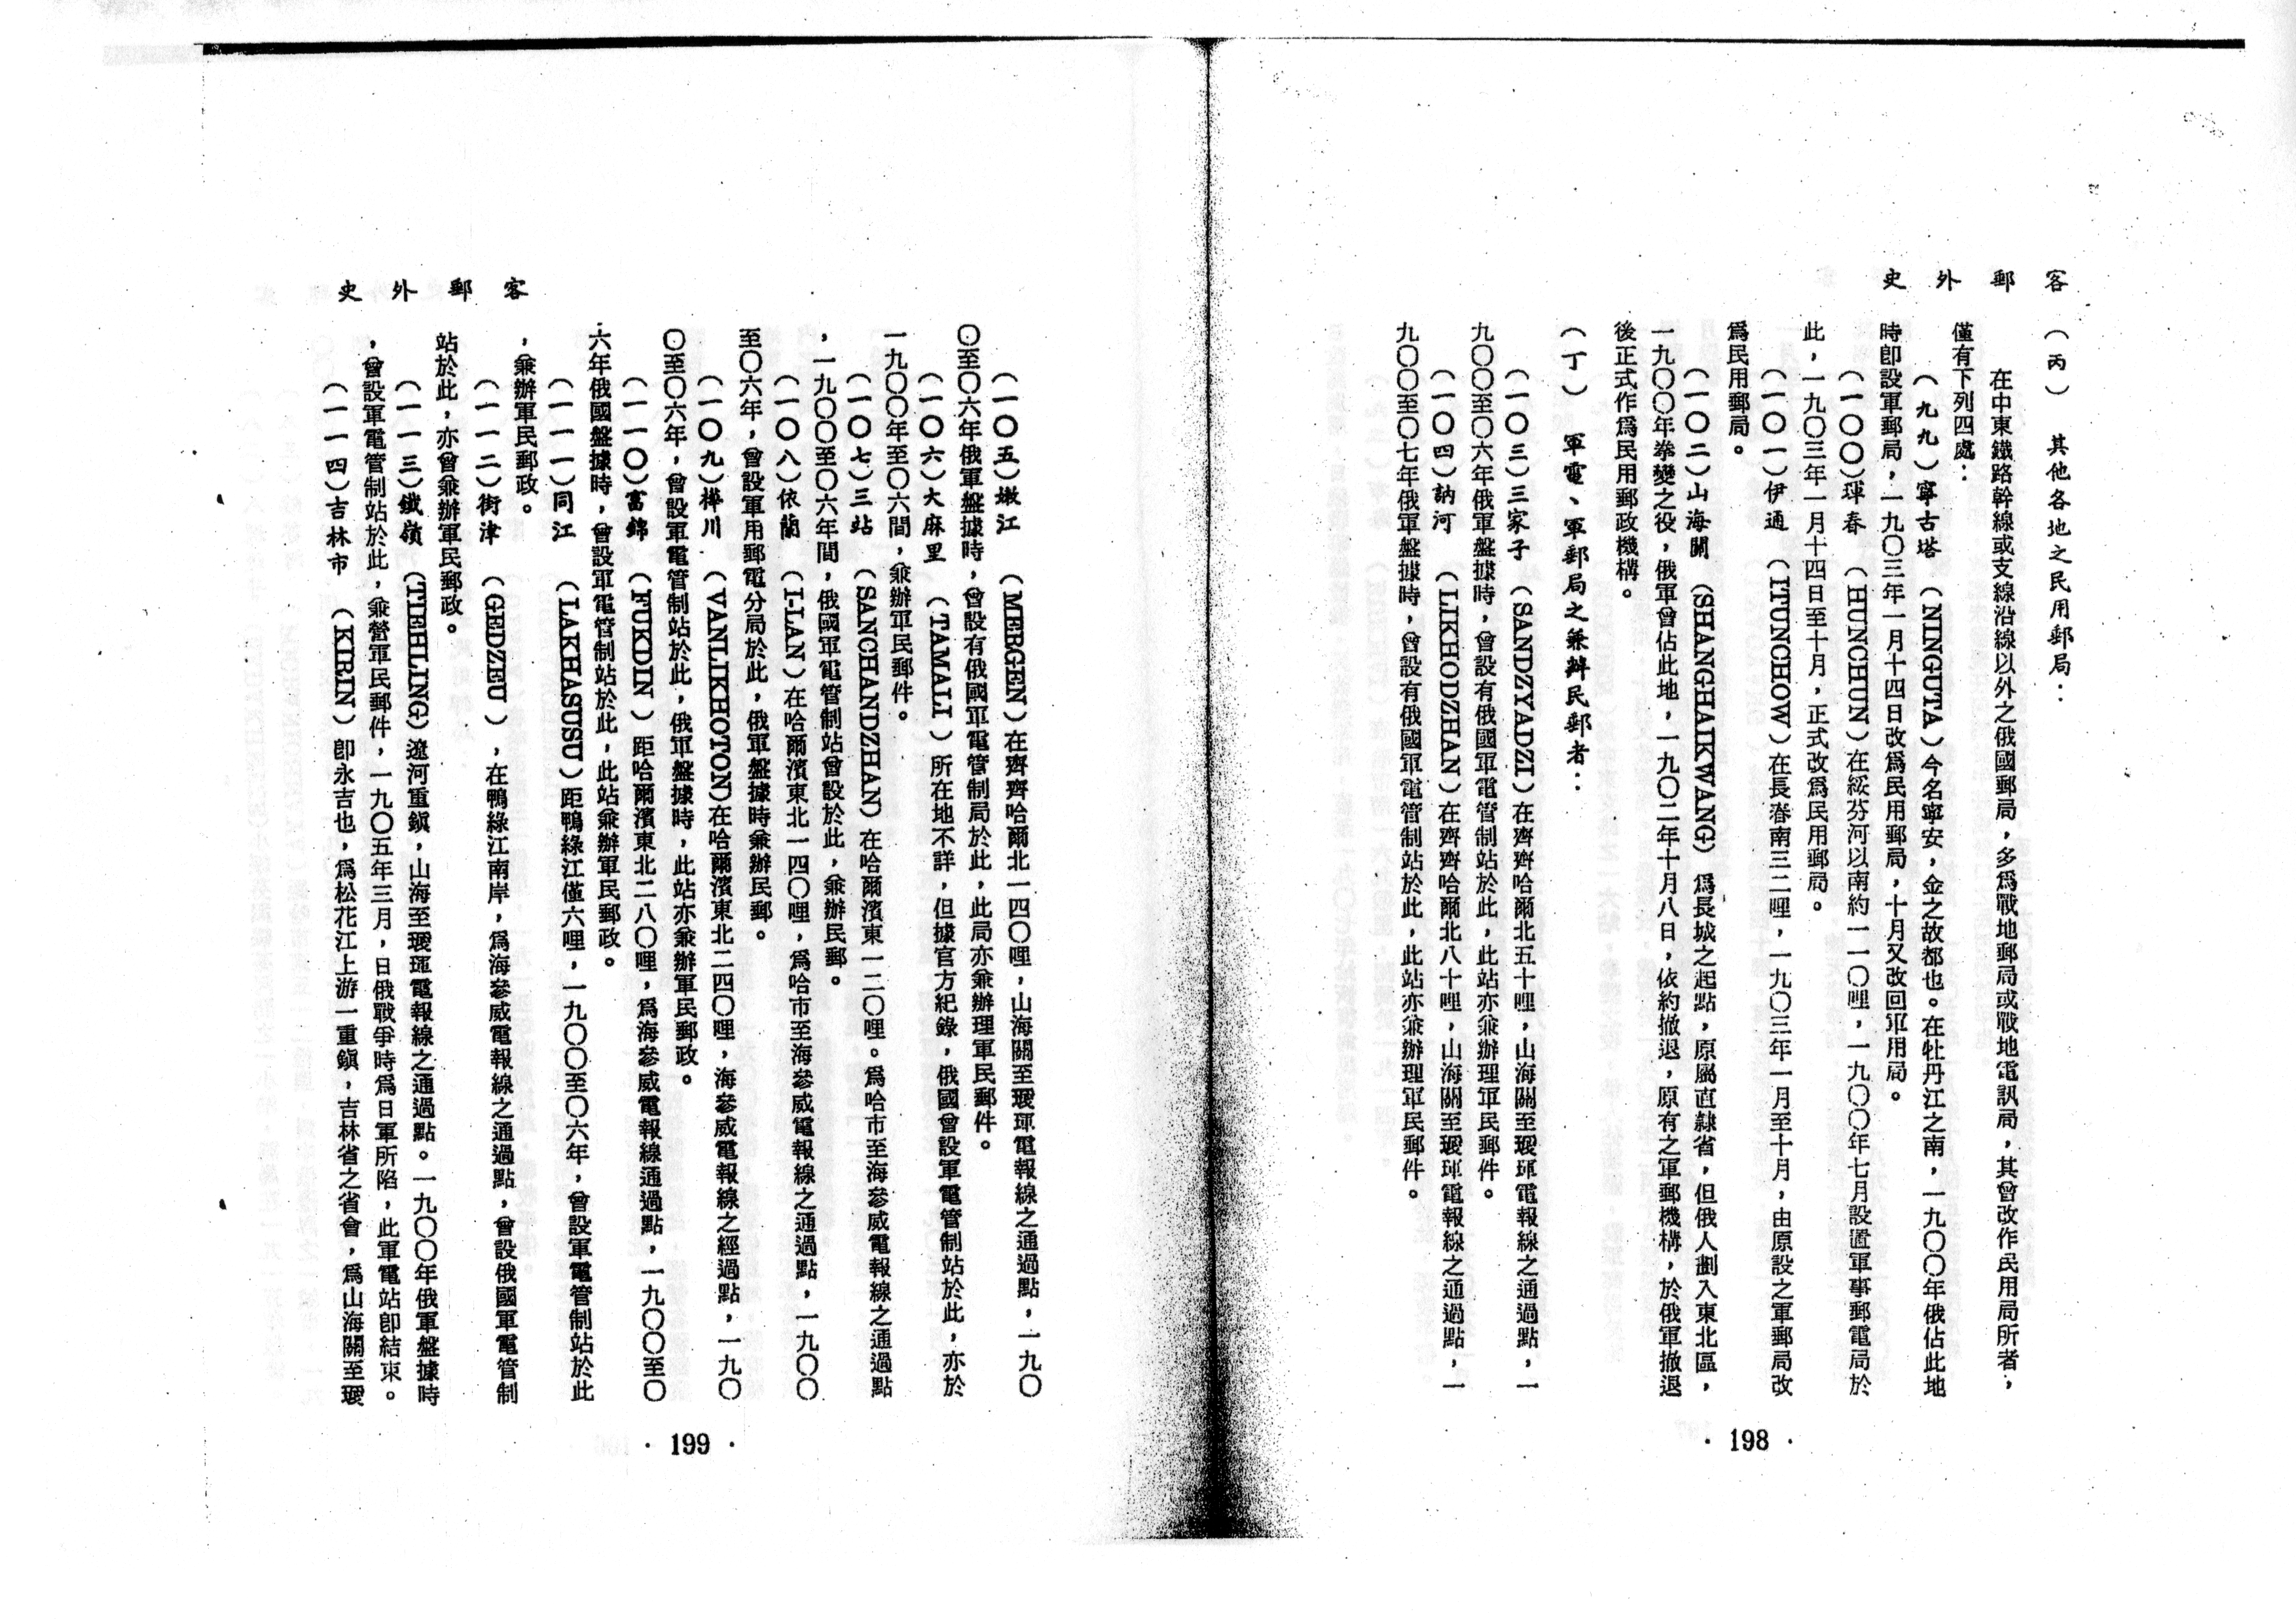 客郵外史
（丙）　其他各地之民用郵局：
在中東鐵路幹線或支線沿線以外之俄國郵局，多爲戰地郵局或戰地電訊局，其曾改作民用局所者，
僅有下列四處：
（九九）寧古塔　（NINGUTA）今名寧安，金之故都也。在牡丹江之南，一九〇〇年俄佔此地
時卽設軍郵局，一九〇三年一月十四日改爲民用郵局，十月又改回軍用局。
（一〇〇）琿春　（HUNCHUN）在綏芬河以南約一一〇哩，一九〇〇年七月設置軍事郵電局於
此，一九〇三年一月十四日至十月，正式改爲民用郵局。
（一〇一）伊通　（ITUNCHOW）在長春南三二哩，一九〇三年一月至十月，由原設之軍郵局改
爲民用郵局。
（一〇二）山海關　（SHANGHAIKWANG）爲長城之起點，原屬直隸省，但俄人劃入東北區，
一九〇〇年拳變之役，俄軍曾佔此地，一九〇二年十月八日，依約撤退，原有之軍郵機構，於俄軍撤退
後正式作爲民用郵政機構。
（丁）　軍電、軍郵局之兼辦民郵者：
（一〇三）三家子　（SANDZYADZI）在齊齊哈爾北五十哩，山海關至璦琿電報線之通過點，一
九〇〇至〇六年俄軍盤據時，曾設有俄國軍電管制站於此，此站亦兼辦理軍民郵件。
（一〇四）訥河　（LIKHODZHAN）在齊齊哈爾北八十哩，山海關至璦琿電報線之通過點，一
九〇〇至〇七年俄軍盤據時，曾設有俄國軍電管制站於此，此站亦兼辦理軍民郵件。
· 198 ·
客郵外史
（一〇五）嫩江　（MERGEN）在齊齊哈爾北一四〇哩，山海關至璦琿電報線之通過點，一九〇
〇至〇六年俄軍盤據時，曾設有俄國軍電管制局於此，此局亦兼辦理軍民郵件。
（一〇六）大麻里　（TAMALI）所在地不詳，但據官方紀錄，俄國曾設軍電管制站於此，亦於
一九〇〇年至〇六間，兼辦軍民郵件。
（一〇七）三站　（SANCHANDZHAN）在哈爾濱東一二〇哩。爲哈市至海參威電報線之通過點
，一九〇〇至〇六年間，俄國軍電管制站曾設於此，兼辦民郵。
（一〇八）依蘭　（I-LAN）在哈爾濱東北一四〇哩，爲哈市至海參威電報線之通過點，一九〇〇
至〇六年，曾設軍用郵電分局於此，俄軍盤據時兼辦民郵。
（一〇九）樺川　（VANLIKHOTON）在哈爾濱東北二四〇哩，海參威電報線之經過點，一九〇
〇至〇六年，曾設軍電管制站於此，俄軍盤據時，此站亦兼辦軍民郵政。
（一一〇）富錦　（FUKDIN）距哈爾濱東北二八〇哩，爲海參威電報線通過點，一九〇〇至〇
六年俄國盤據時，曾設軍電管制站於此，此站兼辦軍民郵政。
（一一一）同江　（LAKHASUSU）距鴨綠江僅六哩，一九〇〇至〇六年，曾設軍電管制站於此
，兼辦軍民郵政。
（一一二）街津　（GEDZEU），在鴨綠江南岸，爲海參威電報線之通過點，曾設俄國軍電管制
站於此，亦曾兼辦軍民郵政。
（一一三）鐵嶺　（TIEHLING）遼河重鎭，山海至璦琿電報線之通過點。一九〇〇年俄軍盤據時
，曾設軍電管制站於此，兼營軍民郵件，一九〇五年三月，日俄戰爭時爲日軍所陷，此軍電站卽結束。
（一一四）吉林市　（KIRIN）卽永吉也，爲松花江上游一重鎭，吉林省之省會，爲山海關至璦
· 199 ·